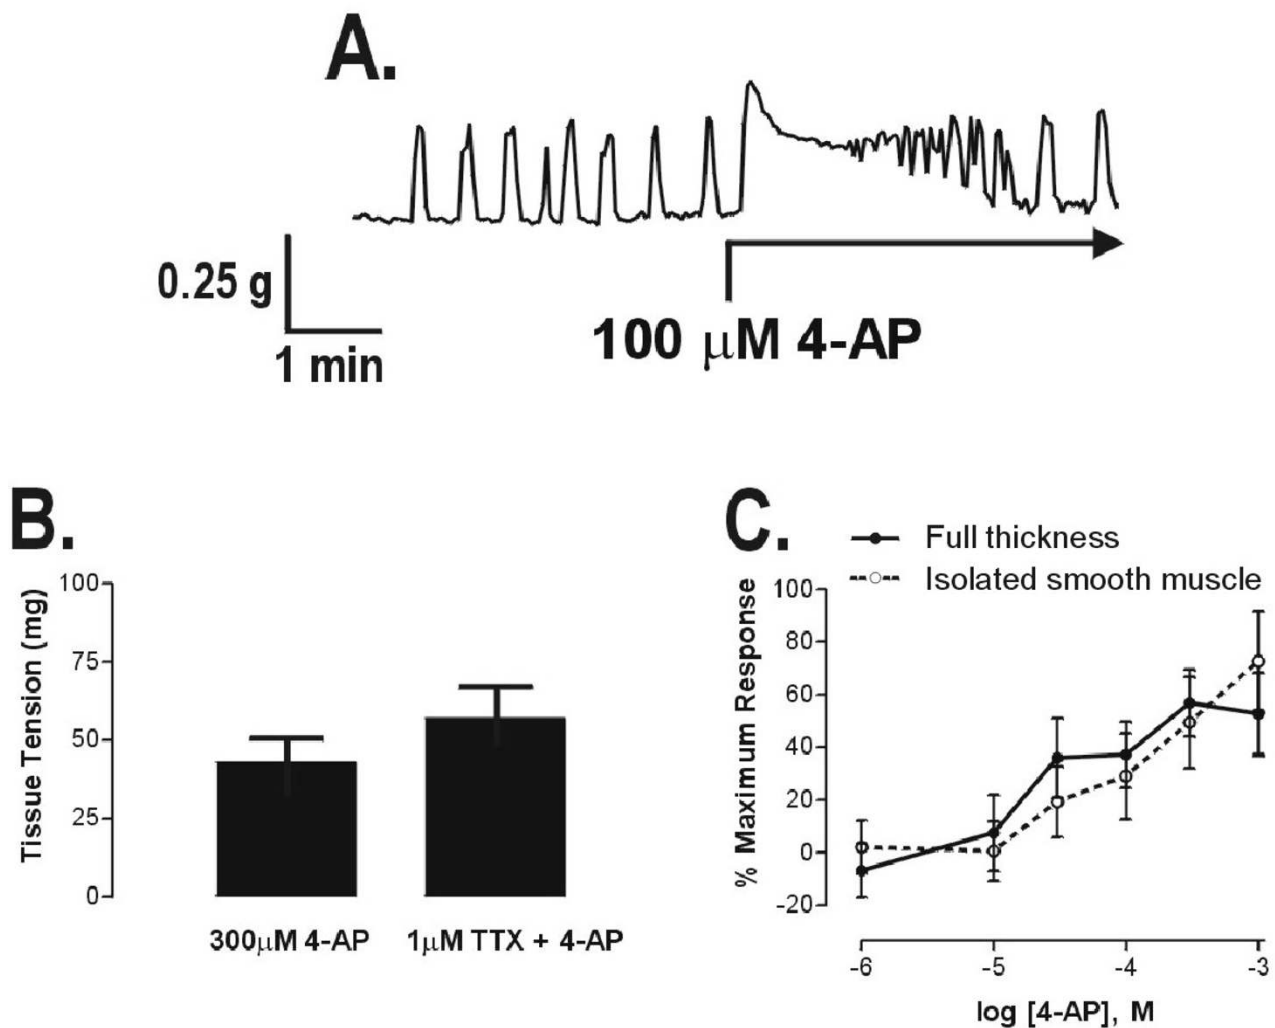 A.
0.25 g
1 min
100 μM 4-AP
B.
Tissue Tension (mg)
100
75
50
25
0
300μM 4-AP
1μM TTX + 4-AP
C.
Full thickness
Isolated smooth muscle
% Maximum Response
100
80
60
40
20
0
-20
-6
-5
-4
-3
log [4-AP], M